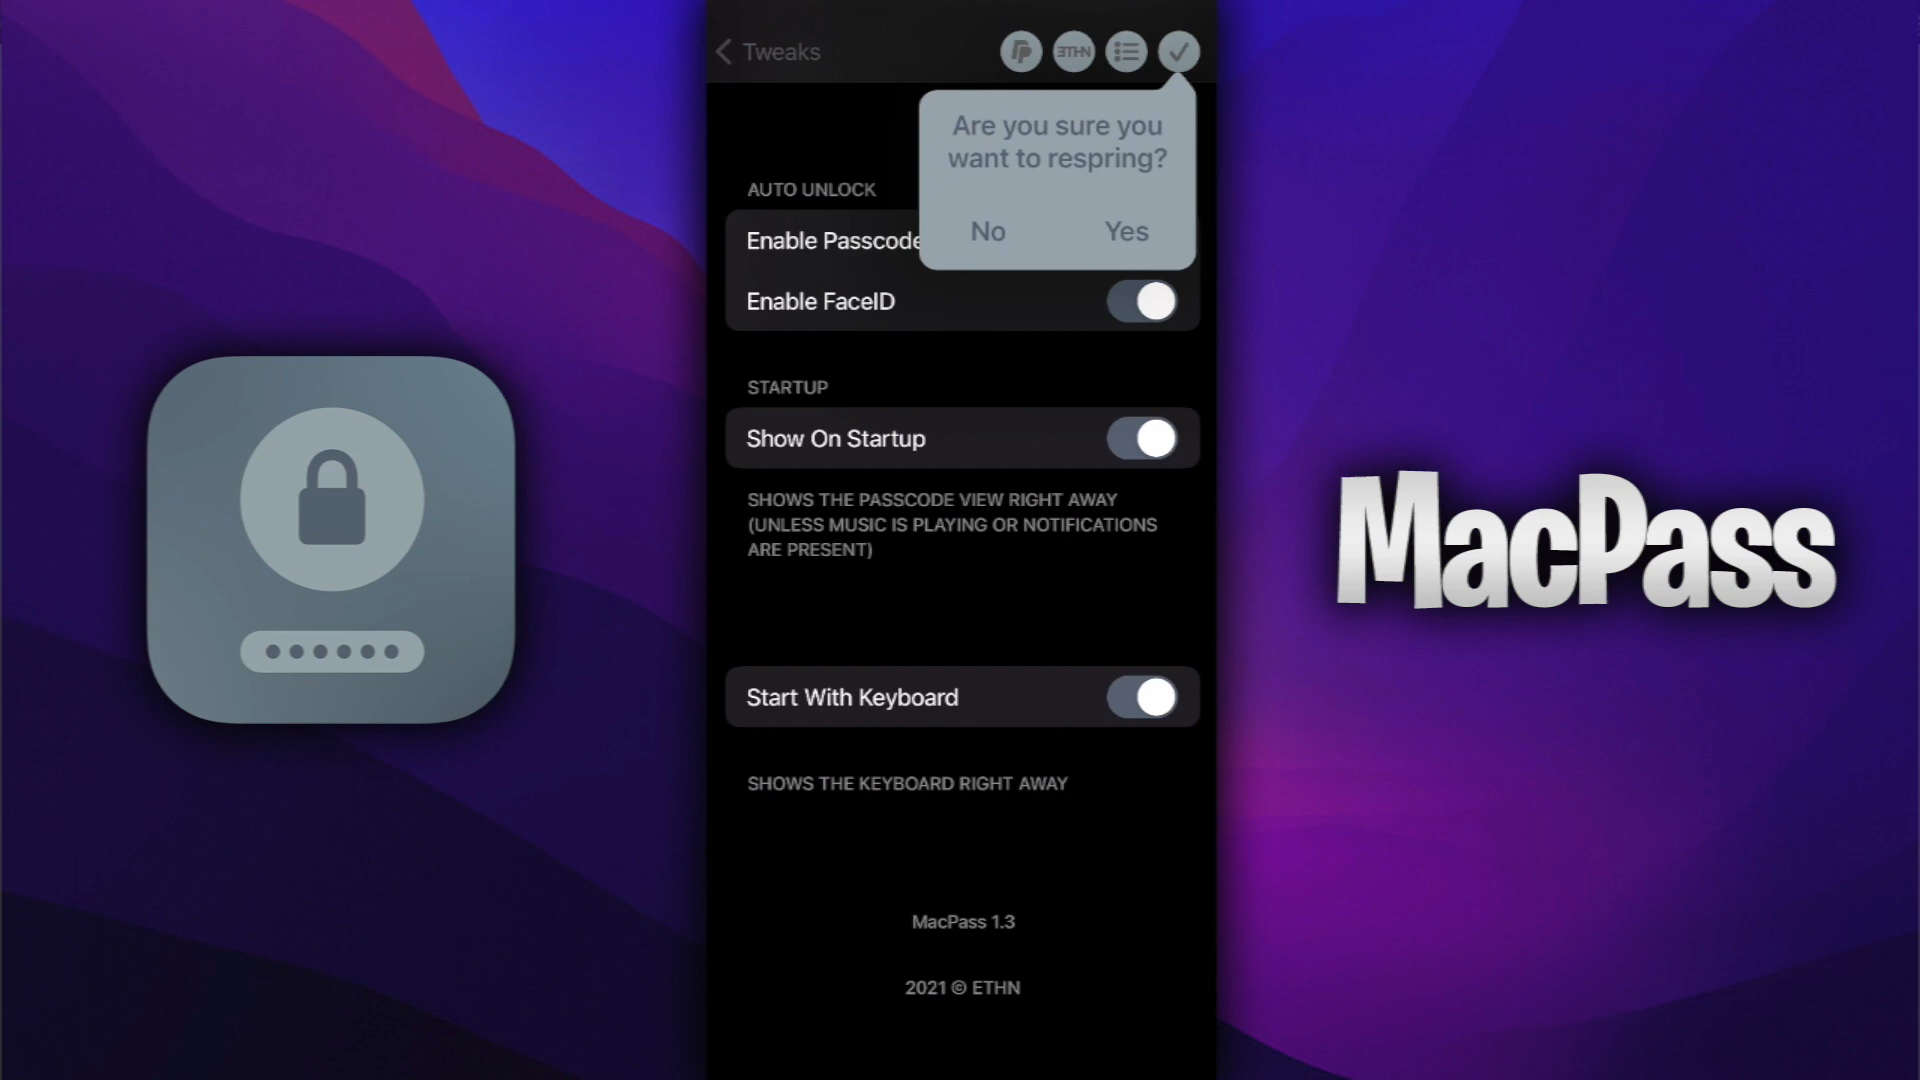 Tweaks
ETHN
Are you sure you
want to respring?
No
Yes
AUTO UNLOCK
Enable Passcode
Enable FaceID
STARTUP
Show On Startup
SHOWS THE PASSCODE VIEW RIGHT AWAY
(UNLESS MUSIC IS PLAYING OR NOTIFICATIONS
ARE PRESENT)
MacPass
Start With Keyboard
SHOWS THE KEYBOARD RIGHT AWAY
MacPass 1.3
2021 © ETHN